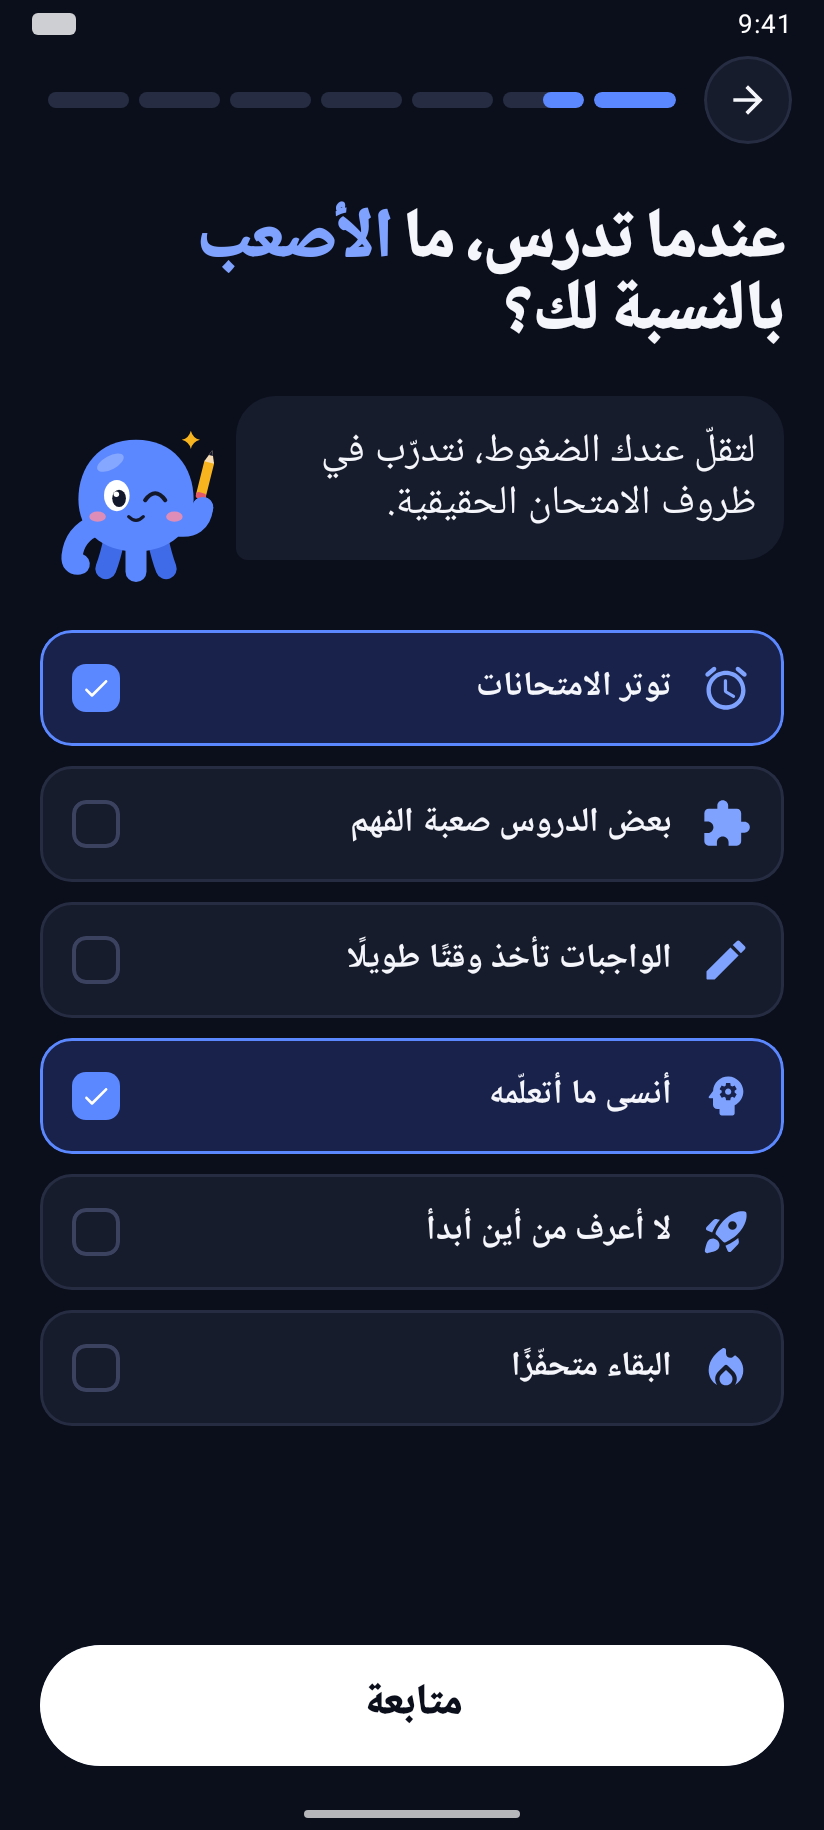 9:41
عندما تدرس، ما الأصعب
بالنسبة لك؟
لتقلّ عندك الضغوط، نتدرّب في
ظروف الامتحان الحقيقية.
توتر الامتحانات
بعض الدروس صعبة الفهم
الواجبات تأخذ وقتًا طويلًا
أنسى ما أتعلّمه
لا أعرف من أين أبدأ
البقاء متحفّزًا
متابعة